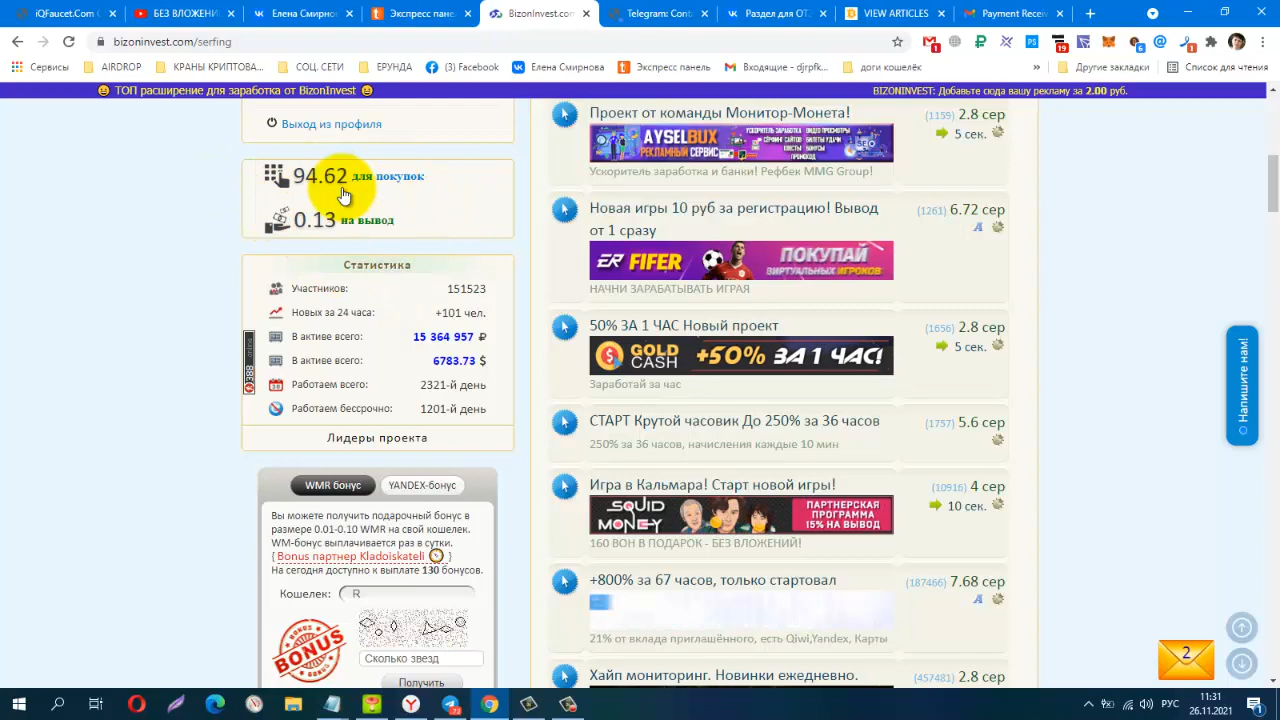 iQFaucet.Com (
БЕЗ ВЛОЖЕНИ
Елена Смирно
Экспресс пане
BizonInvest.com
Telegram: Cont
Раздел для ОТЗ
VIEW ARTICLES
Payment Receiv
bizoninvest.com/serfing
Сервисы
AIRDROP
КРАНЫ КРИПТОВА...
СОЦ. СЕТИ
ЕРУНДА
(3) Facebook
Елена Смирнова
Экспресс панель
Входящие - djrpfk...
доги кошелёк
»
Другие закладки
Список для чтения
ТОП расширение для заработка от BizonInvest
BIZONINVEST: Добавьте сюда вашу рекламу за 2.00 руб.
Выход из профиля
94.62 для покупок
0.13 на вывод
Статистика
Участников: 151523
Новых за 24 часа: +101 чел.
В активе всего: 15 364 957 ₽
В активе всего: 6783.73 $
Работаем всего: 2321-й день
Работаем бессрочно: 1201-й день
Лидеры проекта
WMR бонус YANDEX-бонус
Вы можете получить подарочный бонус в
размере 0.01-0.10 WMR на свой кошелек.
WM-бонус выплачивается раз в сутки.
{ Bonus партнер Kladoiskateli }
На сегодня доступно к выплате 130 бонусов.
Кошелек: R
BONUS
Сколько звезд
Получить
Проект от команды Монитор-Монета!
(1159) 2.8 сер
5 сек.
AYSELBUX
РЕКЛАМНЫЙ СЕРВИС
Ускоритель заработка и банки! Рефбек MMG Group!
Новая игры 10 руб за регистрацию! Вывод
от 1 сразу
(1261) 6.72 сер
FIFER
ПОКУПАЙ
ВИРТУАЛЬНЫХ ИГРОКОВ
НАЧНИ ЗАРАБАТЫВАТЬ ИГРАЯ
50% ЗА 1 ЧАС Новый проект
(1656) 2.8 сер
5 сек.
GOLD
CASH
+50% ЗА 1 ЧАС!
Заработай за час
СТАРТ Крутой часовик До 250% за 36 часов
(1757) 5.6 сер
250% за 36 часов, начисления каждые 10 мин
Игра в Кальмара! Старт новой игры!
(10916) 4 сер
10 сек.
SQUID
MONEY
ПАРТНЕРСКАЯ
ПРОГРАММА
15% НА ВЫВОД
160 ВОН В ПОДАРОК - БЕЗ ВЛОЖЕНИЙ!
+800% за 67 часов, только стартовал
(187466) 7.68 сер
21% от вклада приглашённого, есть Qiwi,Yandex, Карты
Хайп мониторинг. Новинки ежедневно.
(457481) 2.8 сер
Напишите нам!
2
РУС
11:31
26.11.2021